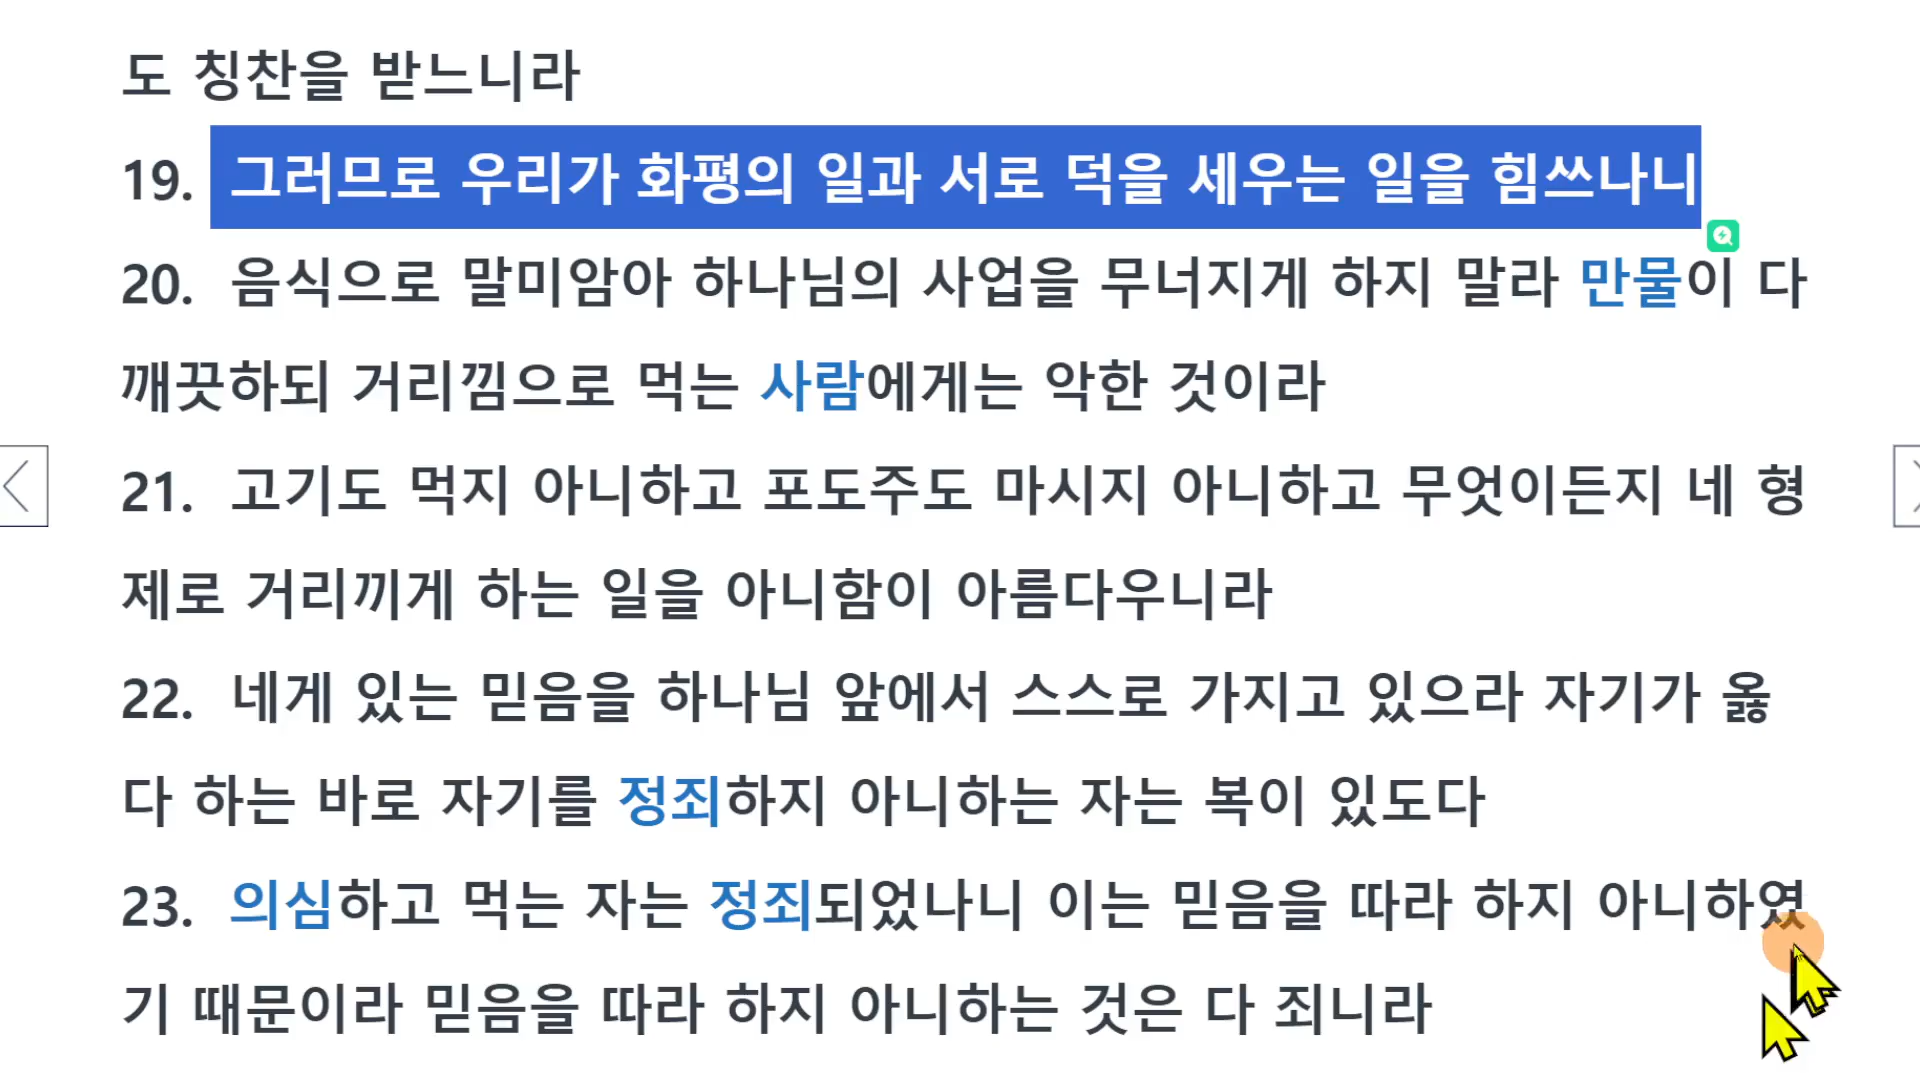 도 칭찬을 받느니라
19. 그러므로 우리가 화평의 일과 서로 덕을 세우는 일을 힘쓰나니
20. 음식으로 말미암아 하나님의 사업을 무너지게 하지 말라 만물이 다
깨끗하되 거리낌으로 먹는 사람에게는 악한 것이라
21. 고기도 먹지 아니하고 포도주도 마시지 아니하고 무엇이든지 네 형
제로 거리끼게 하는 일을 아니함이 아름다우니라
22. 네게 있는 믿음을 하나님 앞에서 스스로 가지고 있으라 자기가 옳
다 하는 바로 자기를 정죄하지 아니하는 자는 복이 있도다
23. 의심하고 먹는 자는 정죄되었나니 이는 믿음을 따라 하지 아니하였
기 때문이라 믿음을 따라 하지 아니하는 것은 다 죄니라